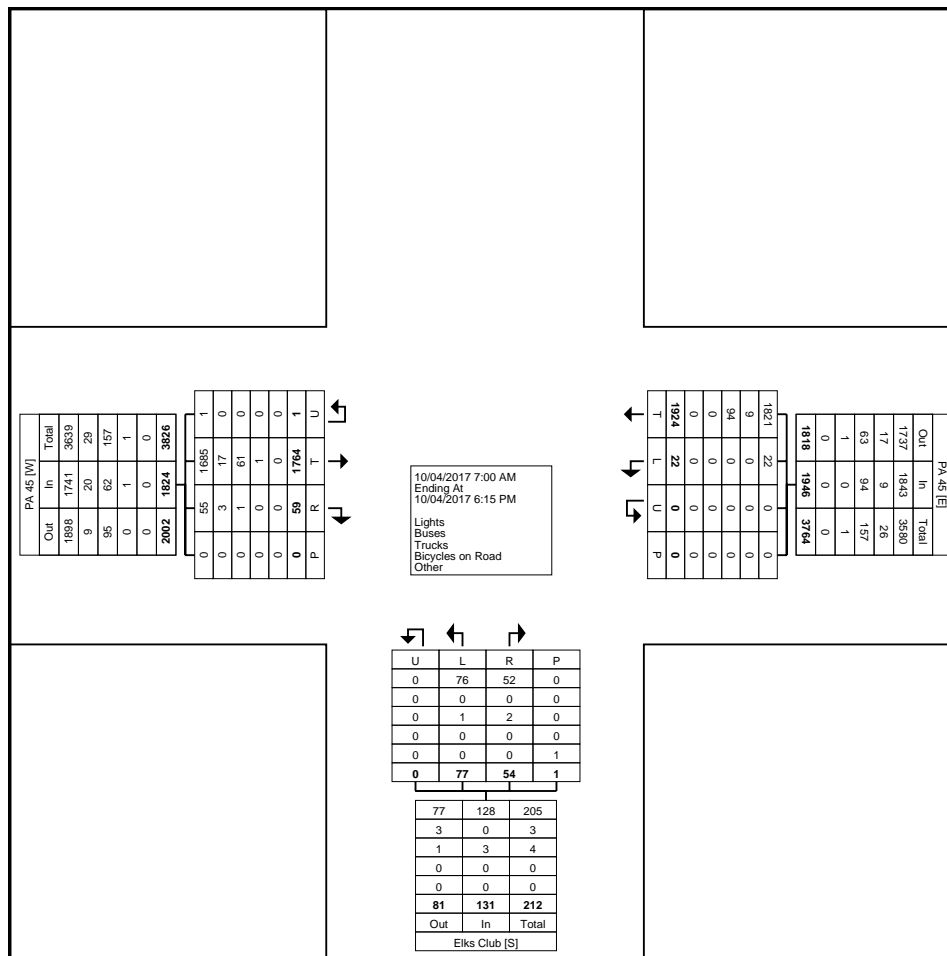 3826 1824 2002
0 0 0
1 1 0
157 62 95
29 20 9
3639 1741 1898
Total In Out
PA 45 [W]
U T R P
1 1764 59 0
0 0 0 0
0 1 0 0
0 61 1 0
0 17 3 0
1 1685 55 0
10/04/2017 7:00 AM
Ending At
10/04/2017 6:15 PM
Lights
Buses
Trucks
Bicycles on Road
Other
1821 22 0 0
9 0 0 0
94 0 0 0
0 0 0 0
0 0 0 0
1924 22 0 0
T L U P
PA 45 [E]
Out In Total
1737 1843 3580
17 9 26
63 94 157
1 0 1
0 0 0
1818 1946 3764
U L R P
0 76 52 0
0 0 0 0
0 1 2 0
0 0 0 0
0 0 0 1
0 77 54 1
77 128 205
3 0 3
1 3 4
0 0 0
0 0 0
81 131 212
Out In Total
Elks Club [S]